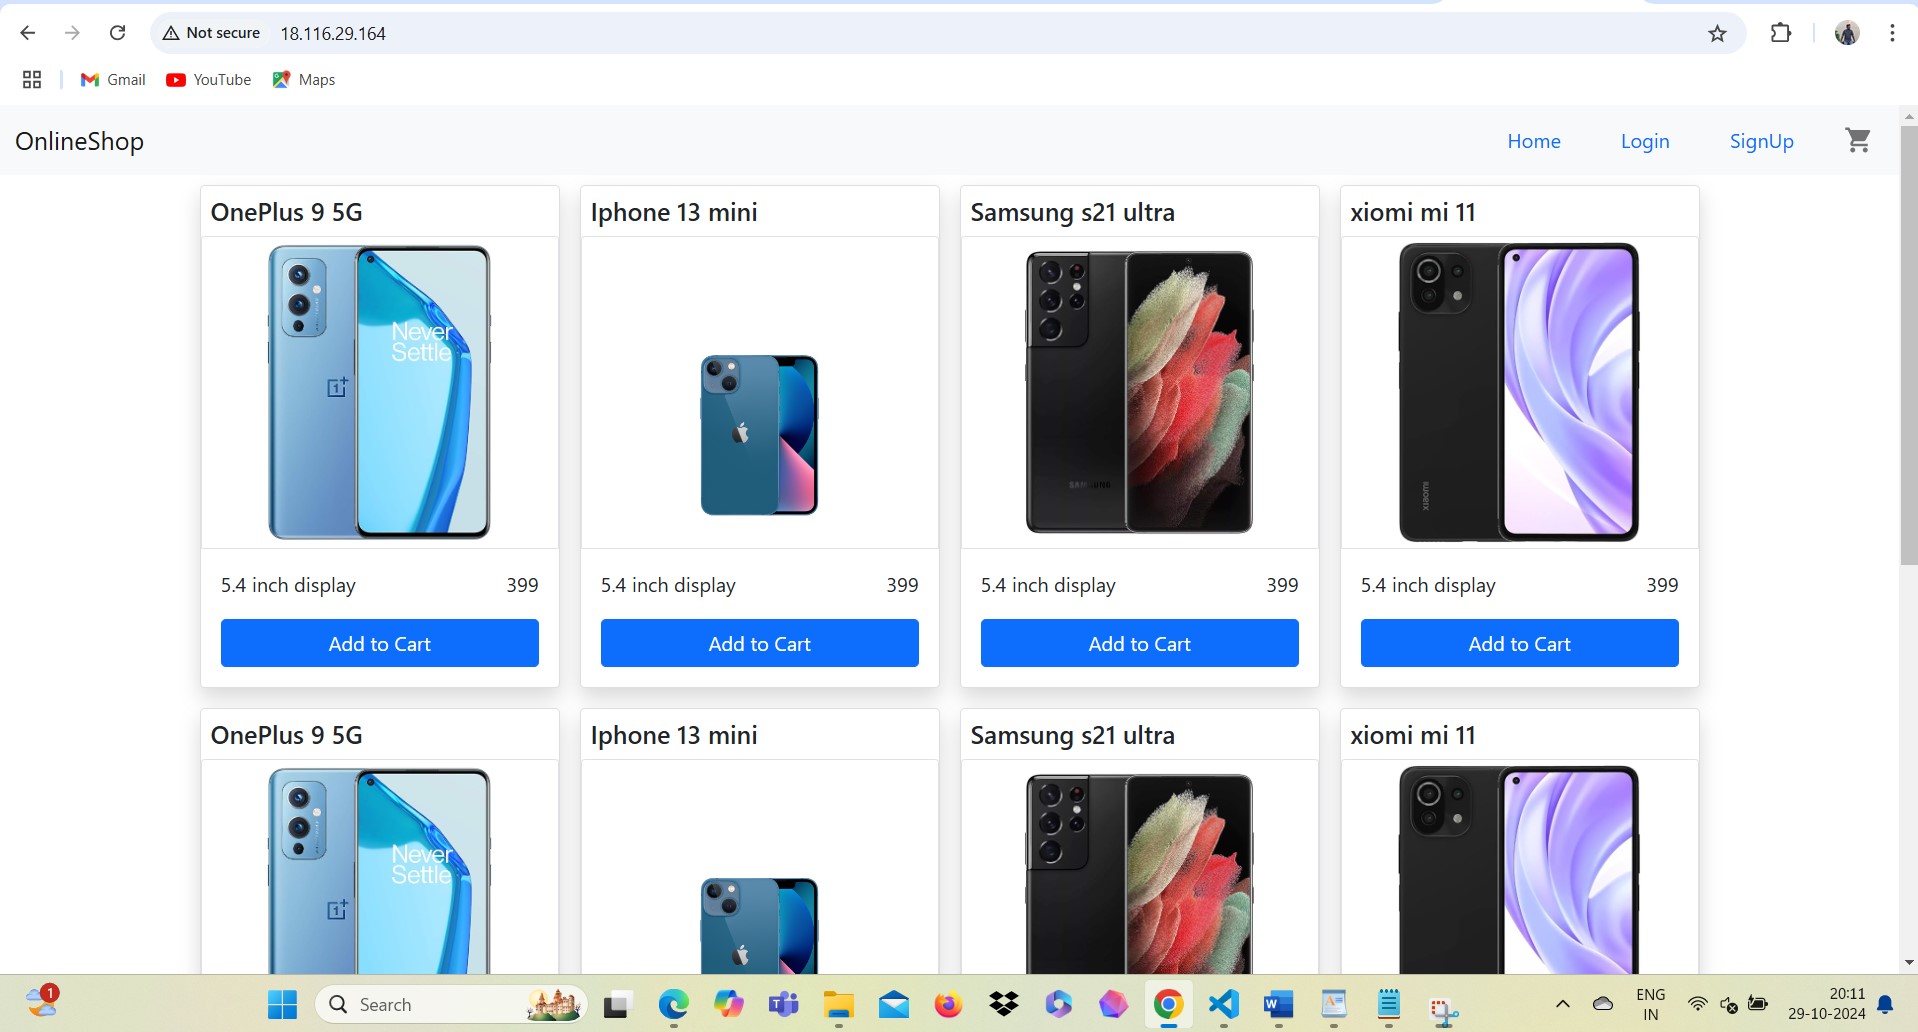 Not secure 18.116.29.164
Gmail YouTube Maps
OnlineShop Home Login SignUp
OnePlus 9 5G Iphone 13 mini Samsung s21 ultra xiomi mi 11
Never
Settle
SAMSUNG
XIAOMI
5.4 inch display 399 5.4 inch display 399 5.4 inch display 399 5.4 inch display 399
Add to Cart Add to Cart Add to Cart Add to Cart
OnePlus 9 5G Iphone 13 mini Samsung s21 ultra xiomi mi 11
Never
Settle
1 Search ENG 20:11
IN 29-10-2024